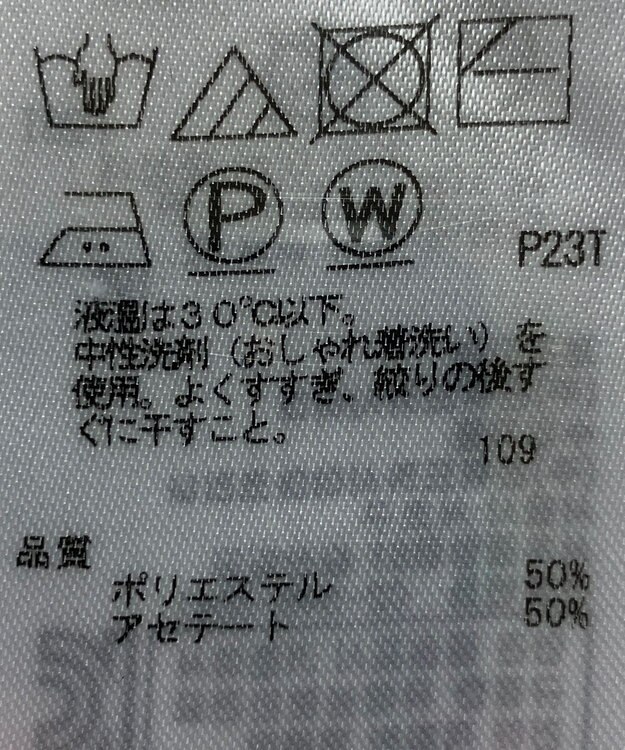 P
W
P23T
液温は30℃以下。
中性洗剤(おしゃれ着洗い)を
使用。よくすすぎ、絞りの後す
ぐに干すこと。
109
品質
ポリエステル 50%
アセテート 50%